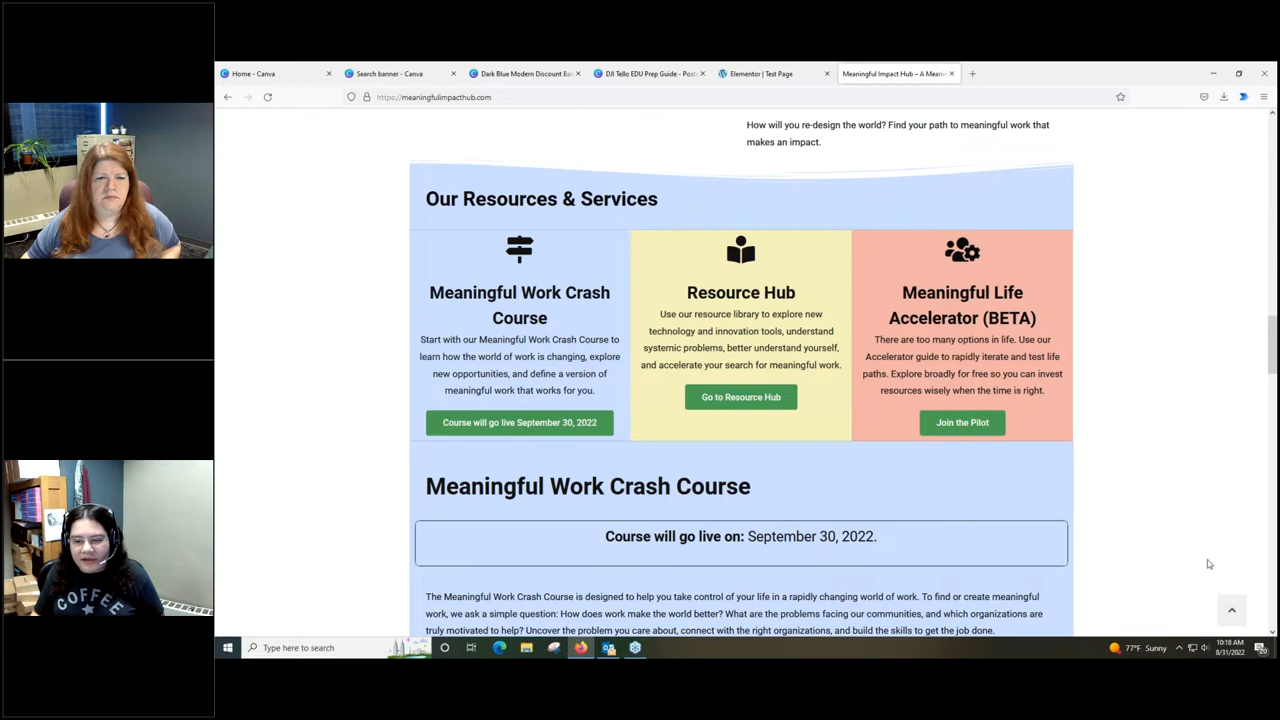 Home - Canva
Search banner - Canva
Dark Blue Modern Discount Ba
DJI Tello EDU Prep Guide - Post
Elementor | Test Page
Meaningful Impact Hub – A Mean
https://meaningfulimpacthub.com
How will you re-design the world? Find your path to meaningful work that
makes an impact.
Our Resources & Services
Meaningful Work Crash
Course
Start with our Meaningful Work Crash Course to
learn how the world of work is changing, explore
new opportunities, and define a version of
meaningful work that works for you.
Course will go live September 30, 2022
Resource Hub
Use our resource library to explore new
technology and innovation tools, understand
systemic problems, better understand yourself,
and accelerate your search for meaningful work.
Go to Resource Hub
Meaningful Life
Accelerator (BETA)
There are too many options in life. Use our
Accelerator guide to rapidly iterate and test life
paths. Explore broadly for free so you can invest
resources wisely when the time is right.
Join the Pilot
Meaningful Work Crash Course
Course will go live on: September 30, 2022.
The Meaningful Work Crash Course is designed to help you take control of your life in a rapidly changing world of work. To find or create meaningful
work, we ask a simple question: How does work make the world better? What are the problems facing our communities, and which organizations are
truly motivated to help? Uncover the problem you care about, connect with the right organizations, and build the skills to get the job done.
COFFEE
Type here to search
77°F Sunny
10:18 AM
8/31/2022
20